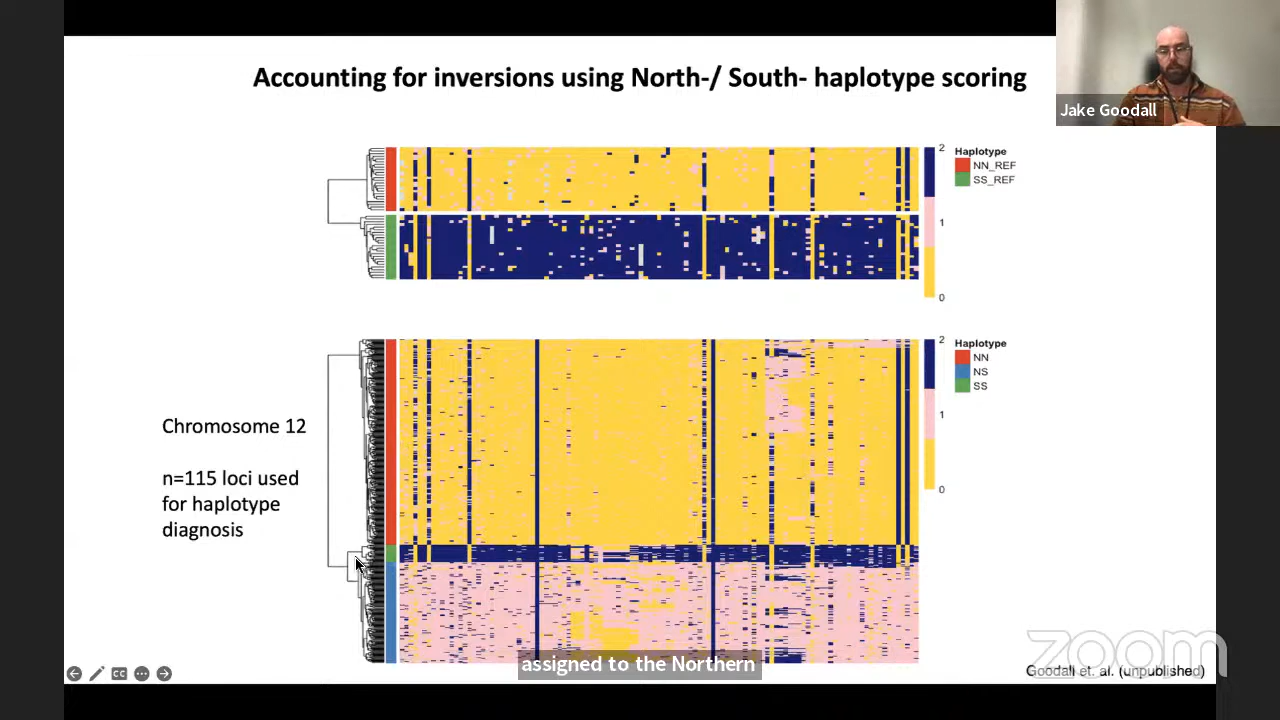 Accounting for inversions using North-/ South- haplotype scoring
Jake Goodall
2
1
0
Haplotype
NN_REF
SS_REF
Chromosome 12
n=115 loci used
for haplotype
diagnosis
2
1
0
Haplotype
NN
NS
SS
assigned to the Northern
zoom
Goodall et. al. (unpublished)
CC